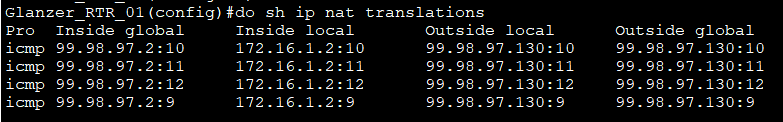 Glanzer_RTR_01(config)#do sh ip nat translations
Pro  Inside global     Inside local       Outside local      Outside global
icmp 99.98.97.2:10     172.16.1.2:10      99.98.97.130:10    99.98.97.130:10
icmp 99.98.97.2:11     172.16.1.2:11      99.98.97.130:11    99.98.97.130:11
icmp 99.98.97.2:12     172.16.1.2:12      99.98.97.130:12    99.98.97.130:12
icmp 99.98.97.2:9      172.16.1.2:9       99.98.97.130:9     99.98.97.130:9